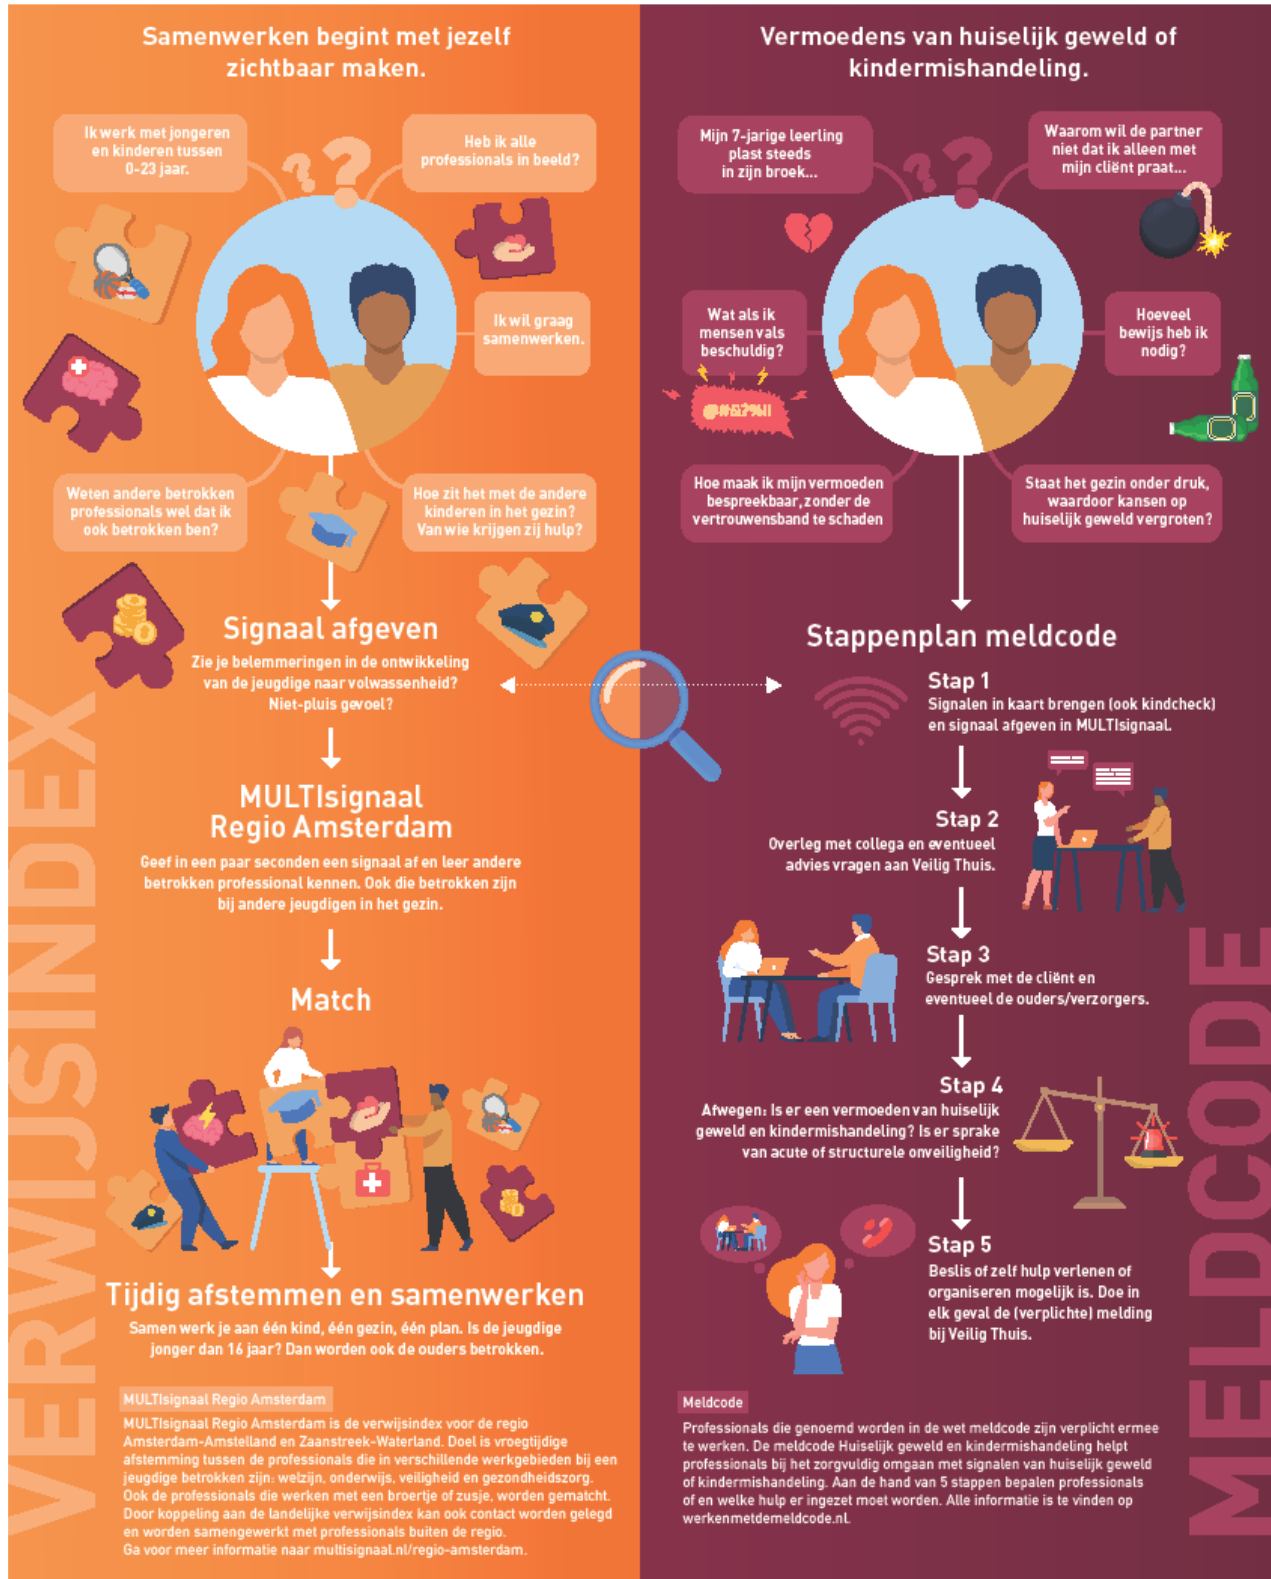 Samenwerken begint met jezelf
zichtbaar maken.
Ik werk met jongeren
en kinderen tussen
0-23 jaar.
Heb ik alle
professionals in beeld?
Ik wil graag
samenwerken.
Weten andere betrokken
professionals wel dat ik
ook betrokken ben?
Hoe zit het met de andere
kinderen in het gezin?
Van wie krijgen zij hulp?
Signaal afgeven
Zie je belemmeringen in de ontwikkeling
van de jeugdige naar volwassenheid?
Niet-pluis gevoel?
MULTIsignaal
Regio Amsterdam
Geef in een paar seconden een signaal af en leer andere
betrokken professional kennen. Ook die betrokken zijn
bij andere jeugdigen in het gezin.
Match
Tijdig afstemmen en samenwerken
Samen werk je aan één kind, één gezin, één plan. Is de jeugdige
jonger dan 16 jaar? Dan worden ook de ouders betrokken.
MULTIsignaal Regio Amsterdam
MULTIsignaal Regio Amsterdam is de verwijsindex voor de regio
Amsterdam-Amstelland en Zaanstreek-Waterland. Doel is vroegtijdige
afstemming tussen de professionals die in verschillende werkgebieden bij een
jeugdige betrokken zijn: welzijn, onderwijs, veiligheid en gezondheidszorg.
Ook de professionals die werken met een broertje of zusje, worden gematcht.
Door koppeling aan de landelijke verwijsindex kan ook contact worden gelegd
en worden samengewerkt met professionals buiten de regio.
Ga voor meer informatie naar multisignaal.nl/regio-amsterdam.
VERWIJSINDEX
Vermoedens van huiselijk geweld of
kindermishandeling.
Mijn 7-jarige leerling
plast steeds
in zijn broek...
Waarom wil de partner
niet dat ik alleen met
mijn cliënt praat...
Wat als ik
mensen vals
beschuldig?
@#&?%!!
Hoeveel
bewijs heb ik
nodig?
Hoe maak ik mijn vermoeden
bespreekbaar, zonder de
vertrouwensband te schaden
Staat het gezin onder druk,
waardoor kansen op
huiselijk geweld vergroten?
Stappenplan meldcode
Stap 1
Signalen in kaart brengen (ook kindcheck)
en signaal afgeven in MULTIsignaal.
Stap 2
Overleg met collega en eventueel
advies vragen aan Veilig Thuis.
Stap 3
Gesprek met de cliënt en
eventueel de ouders/verzorgers.
Stap 4
Afwegen: Is er een vermoeden van huiselijk
geweld en kindermishandeling? Is er sprake
van acute of structurele onveiligheid?
Stap 5
Beslis of zelf hulp verlenen of
organiseren mogelijk is. Doe in
elk geval de (verplichte) melding
bij Veilig Thuis.
Meldcode
Professionals die genoemd worden in de wet meldcode zijn verplicht ermee
te werken. De meldcode Huiselijk geweld en kindermishandeling helpt
professionals bij het zorgvuldig omgaan met signalen van huiselijk geweld
of kindermishandeling. Aan de hand van 5 stappen bepalen professionals
of en welke hulp er ingezet moet worden. Alle informatie is te vinden op
werkenmetdemeldcode.nl.
MELDCODE